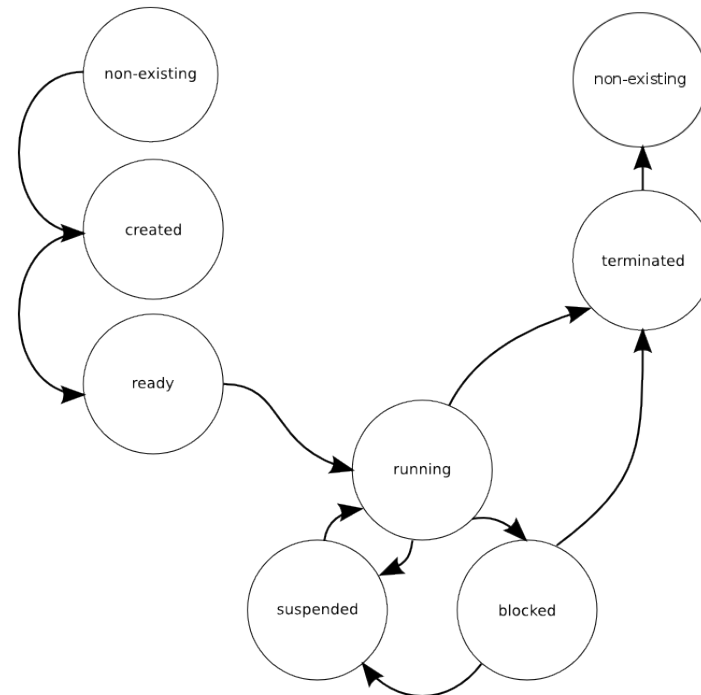 non-existing
non-existing
created
terminated
ready
running
suspended
blocked